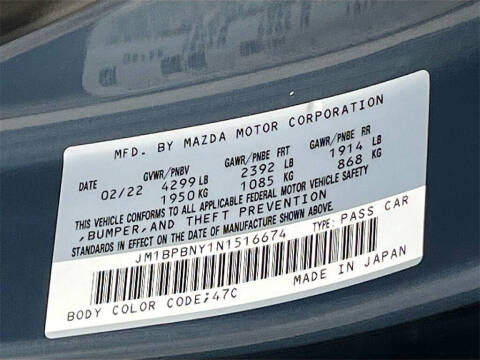 MFD. BY MAZDA MOTOR CORPORATION
DATE 02/22 GVWR/PNBV 4299 LB 1950 KG GAWR/PNBE FRT 2392 LB 1085 KG GAWR/PNBE RR 1914 LB 868 KG
THIS VEHICLE CONFORMS TO ALL APPLICABLE FEDERAL MOTOR VEHICLE SAFETY
,BUMPER,AND THEFT PREVENTION
STANDARDS IN EFFECT ON THE DATE OF MANUFACTURE SHOWN ABOVE.
JM1BPBNY1N1516674 TYPE: PASS CAR
BODY COLOR CODE;47C MADE IN JAPAN